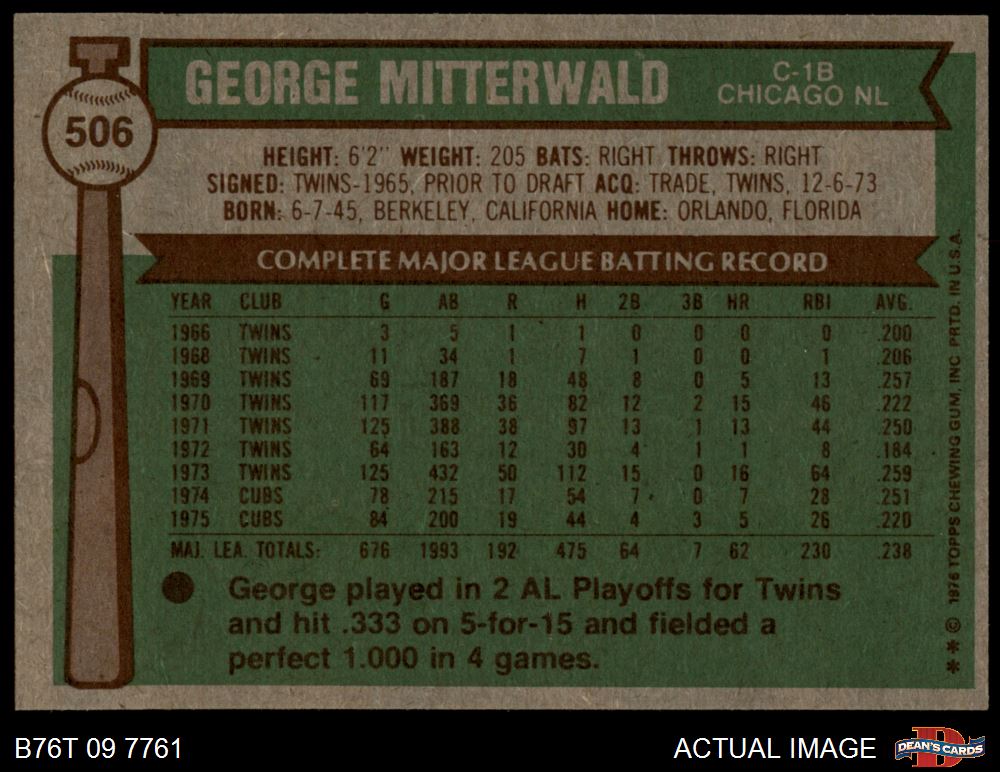 GEORGE MITTERWALD
C-1B
CHICAGO NL
506
HEIGHT: 6'2" WEIGHT: 205 BATS: RIGHT THROWS: RIGHT
SIGNED: TWINS-1965, PRIOR TO DRAFT ACQ: TRADE, TWINS, 12-6-73
BORN: 6-7-45, BERKELEY, CALIFORNIA HOME: ORLANDO, FLORIDA
COMPLETE MAJOR LEAGUE BATTING RECORD
YEAR CLUB G AB R H 2B 3B HR RBI AVG.
1966 TWINS 3 5 1 1 0 0 0 0 .200
1968 TWINS 11 34 1 7 1 0 0 1 .206
1969 TWINS 69 187 18 48 8 0 5 13 .257
1970 TWINS 117 369 36 82 12 2 15 46 .222
1971 TWINS 125 388 38 97 13 1 13 44 .250
1972 TWINS 64 163 12 30 4 1 1 8 .184
1973 TWINS 125 432 50 112 15 0 16 64 .259
1974 CUBS 78 215 17 54 7 0 7 28 .251
1975 CUBS 84 200 19 44 4 3 5 26 .220
MAJ. LEA. TOTALS: 676 1993 192 475 64 7 62 230 .238
George played in 2 AL Playoffs for Twins
and hit .333 on 5-for-15 and fielded a
perfect 1.000 in 4 games.
** © 1976 TOPPS CHEWING GUM, INC. PRTD. IN U.S.A.
B76T 09 7761
ACTUAL IMAGE
D
DEAN'S CARDS